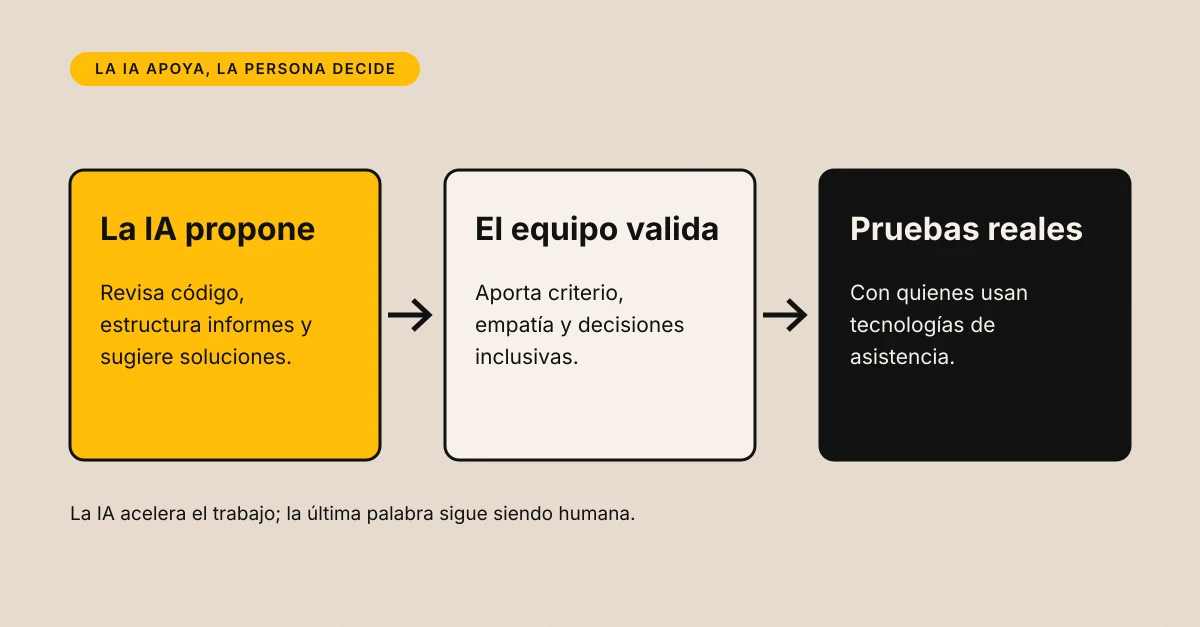 LA IA APOYA, LA PERSONA DECIDE
La IA propone
Revisa código,
estructura informes y
sugiere soluciones.
El equipo valida
Aporta criterio,
empatía y decisiones
inclusivas.
Pruebas reales
Con quienes usan
tecnologías de
asistencia.
La IA acelera el trabajo; la última palabra sigue siendo humana.